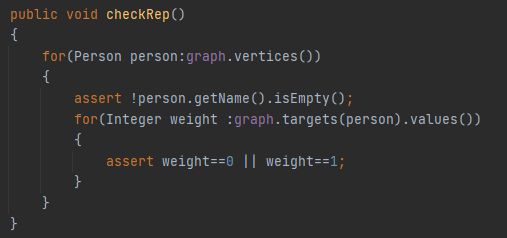 public void checkRep()
{
    for(Person person:graph.vertices())
    {
        assert !person.getName().isEmpty();
        for(Integer weight :graph.targets(person).values())
        {
            assert weight==0 || weight==1;
        }
    }
}